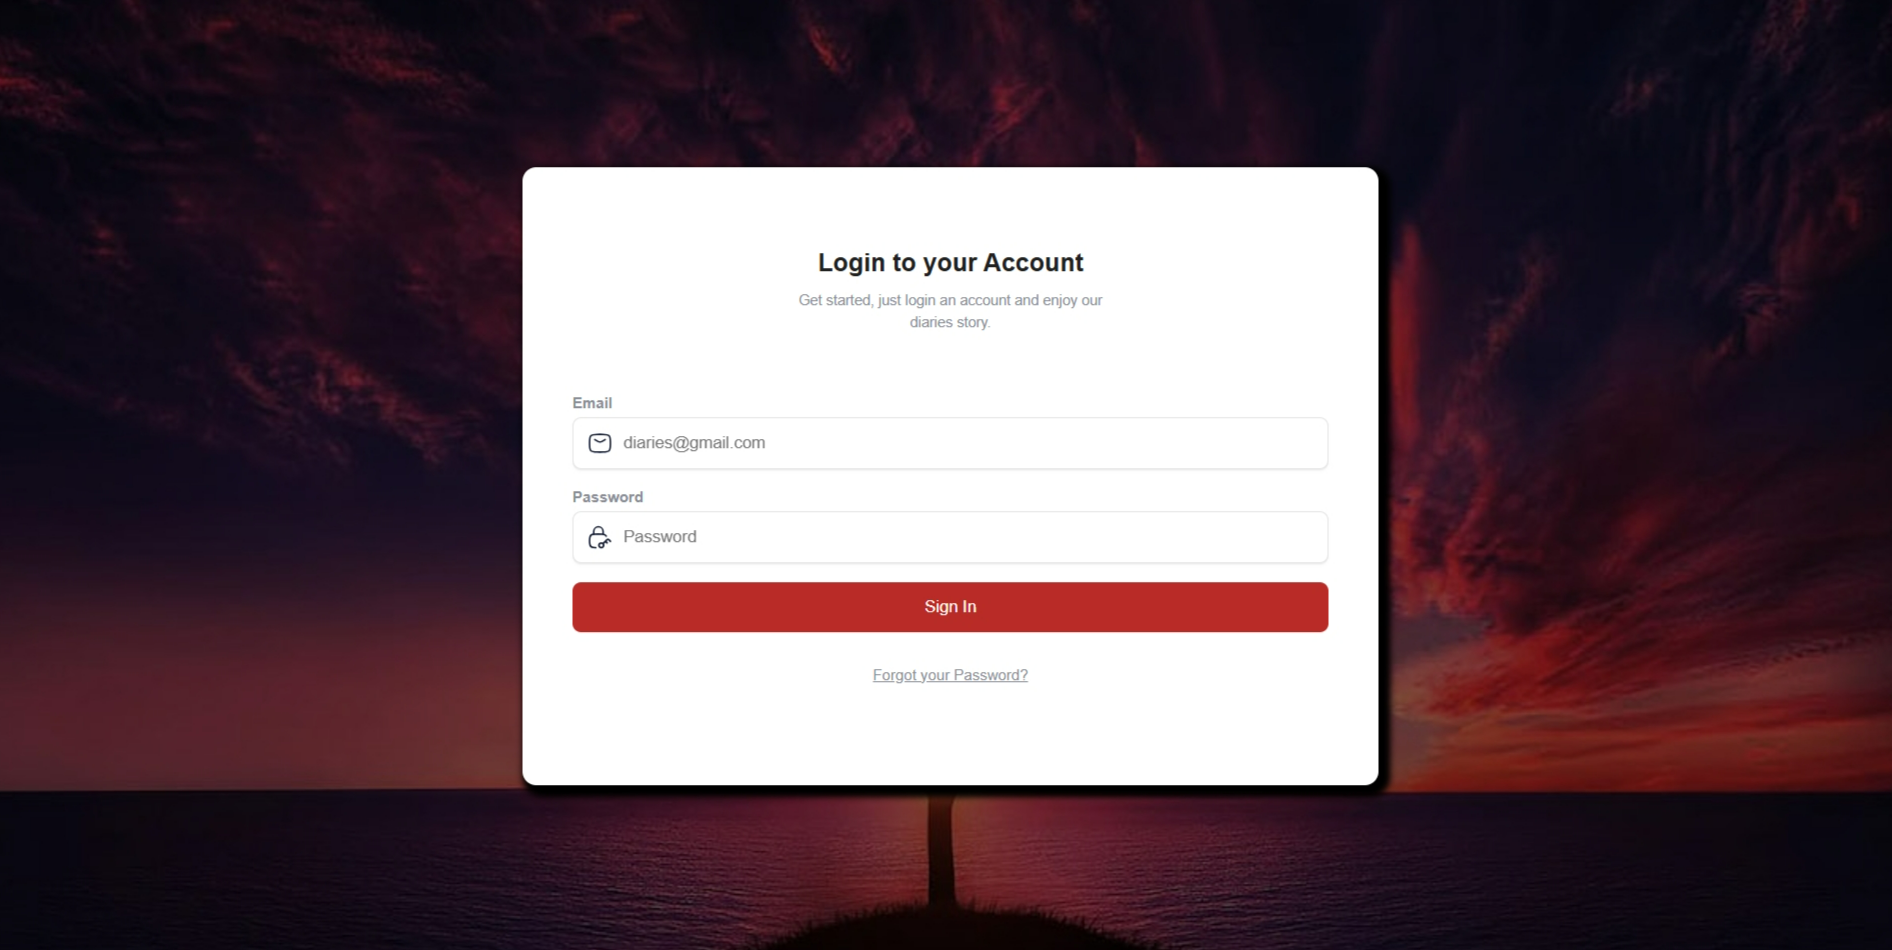 Login to your Account
Get started, just login an account and enjoy our
diaries story.
Email
diaries@gmail.com
Password
Password
Sign In
Forgot your Password?